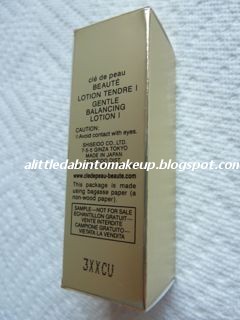 clé de peau
BEAUTÉ
LOTION TENDRE I
GENTLE
BALANCING
LOTION I
CAUTION:
Avoid contact with eyes.
SHISEIDO CO., LTD.
7-5-5 GINZA TOKYO
MADE IN JAPAN
alittledabintomakeup.blogspot.com
www.cledepeau-beaute.com
This package is made
using bagasse paper (a
non-wood paper).
SAMPLE—NOT FOR SALE
ÉCHANTILLON GRATUIT—
VENTE INTERDITE
CAMPIONE GRATUITO—
VIETATA LA VENDITA
3XXCU